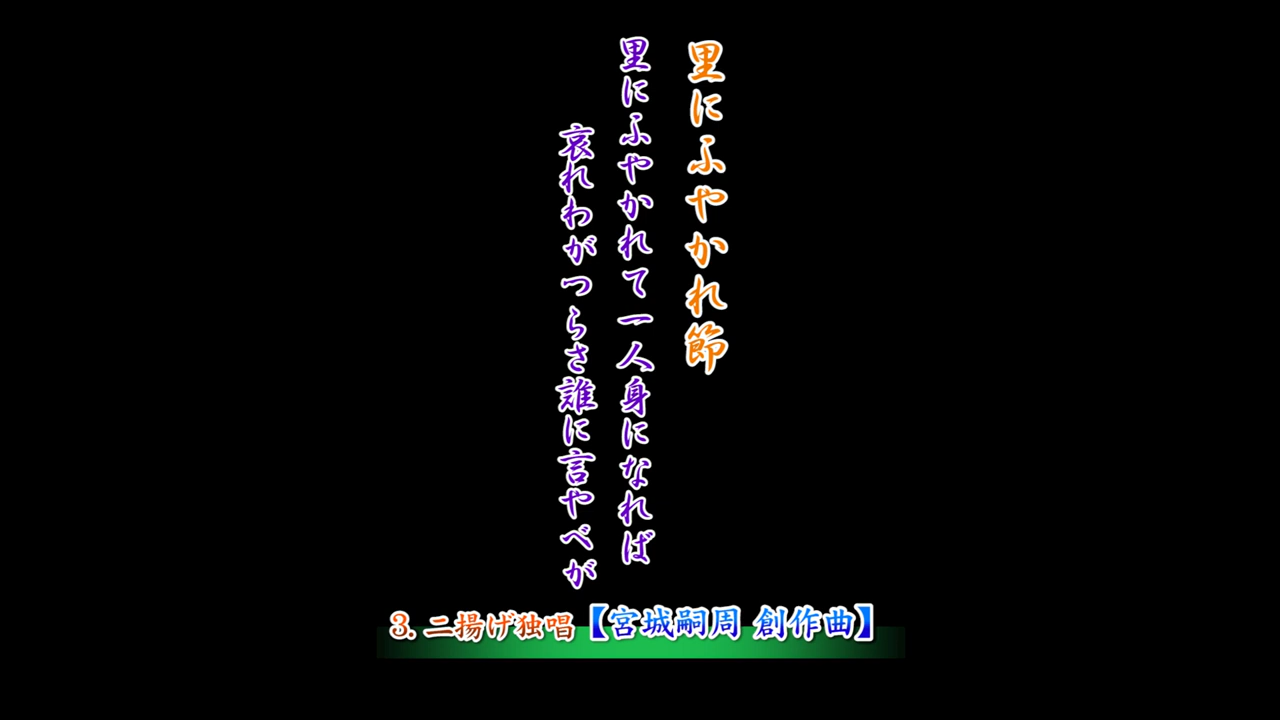 里にふやかれ節
里にふやかれて一人身になれば
哀れわがつらさ誰に言やべが
3. 二揚げ独唱【宮城嗣周 創作曲】